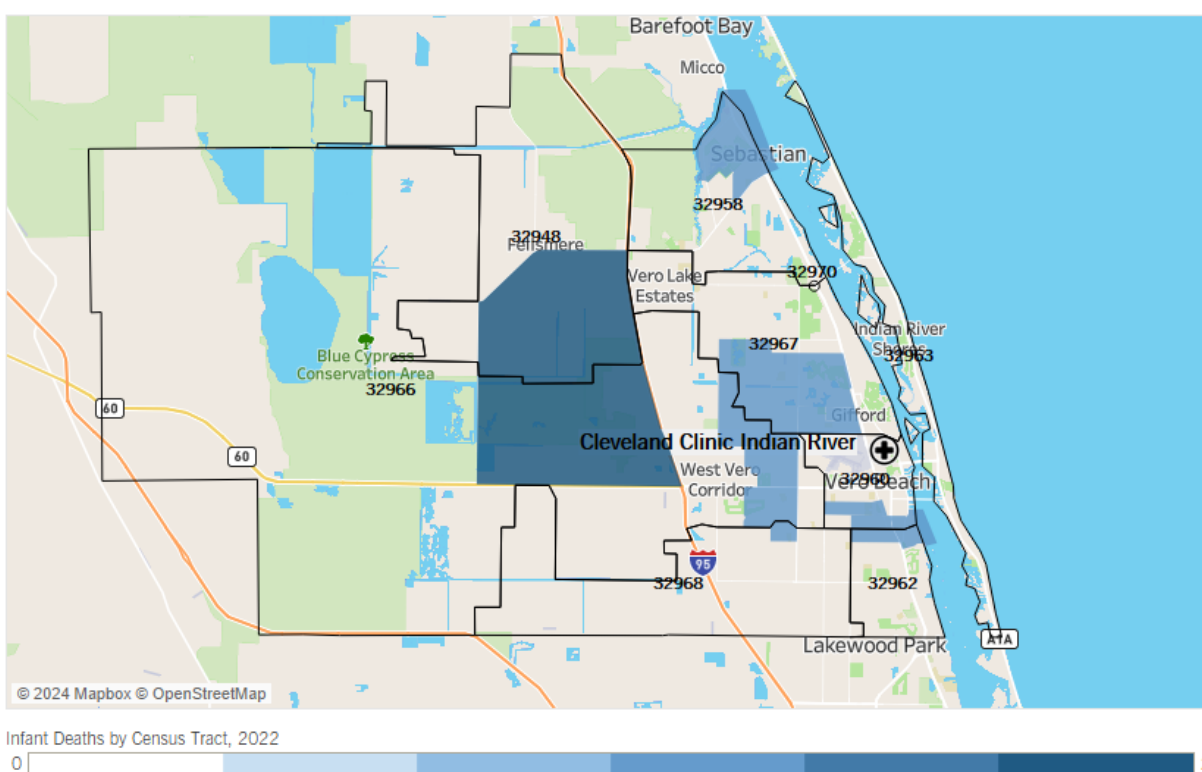 Barefoot Bay
Micco
Sebastian
32958
32948
Fellsmere
32970
Vero Lake
Estates
Indian River
Shores
32963
32967
Blue Cypress
Conservation Area
32966
60
Gifford
Cleveland Clinic Indian River
60
West Vero
Corridor
32960
Vero Beach
95
32968
32962
Lakewood Park
A1A
© 2024 Mapbox © OpenStreetMap
Infant Deaths by Census Tract, 2022
0